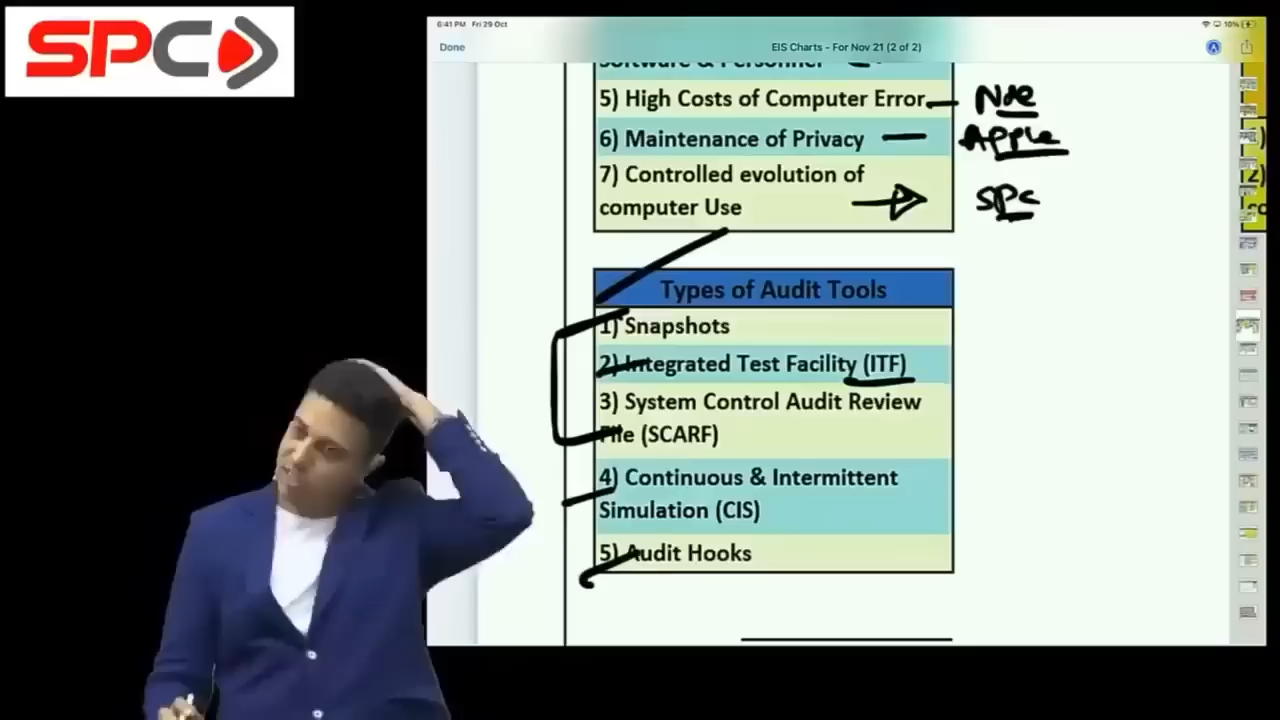 SPC
6:41 PM Fri 29 Oct
10%
Done
EIS Charts - For Nov 21 (2 of 2)
Software & Personnel
5) High Costs of Computer Error
6) Maintenance of Privacy
Apple
7) Controlled evolution of
computer Use
SPC
Types of Audit Tools
1) Snapshots
2) Integrated Test Facility (ITF)
3) System Control Audit Review
File (SCARF)
4) Continuous & Intermittent
Simulation (CIS)
5) Audit Hooks